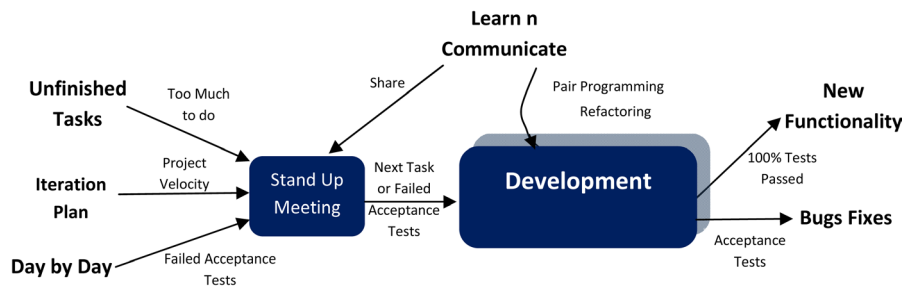 Learn n
Communicate
Share
Unfinished
Tasks
Too Much
to do
Pair Programming
Refactoring
New
Functionality
Iteration
Plan
Project
Velocity
Stand Up
Meeting
Next Task
or Failed
Acceptance
Tests
Development
100% Tests
Passed
Day by Day
Failed Acceptance
Tests
Bugs Fixes
Acceptance
Tests